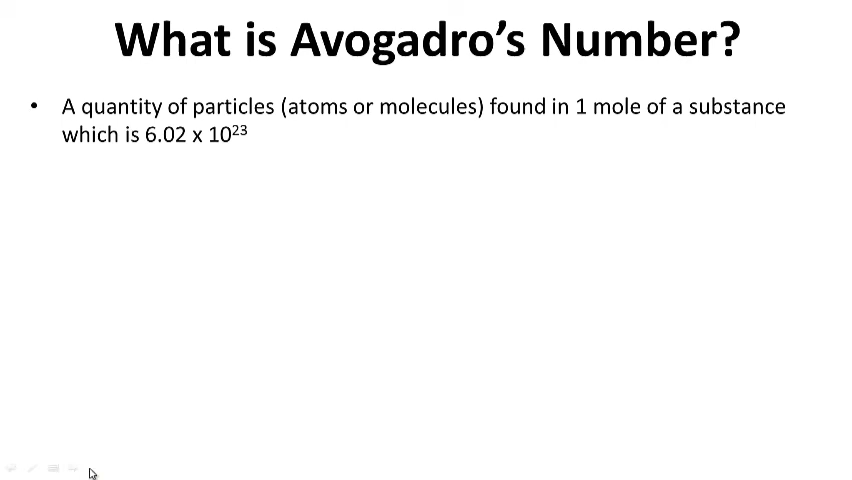 What is Avogadro’s Number?
• A quantity of particles (atoms or molecules) found in 1 mole of a substance
which is 6.02 x 10²³